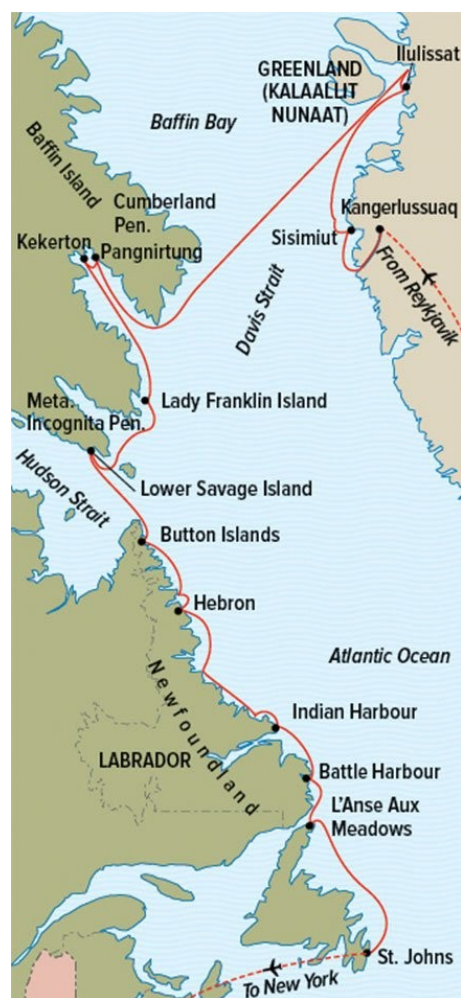 Ilulissat
GREENLAND
(KALAALLIT
NUNAAT)
Baffin Bay
Baffin Island
Cumberland
Pen.
Kangerlussuaq
Kekerton
Pangnirtung
Sisimiut
From Reykjavik
Davis Strait
Lady Franklin Island
Meta.
Incognita Pen.
Hudson Strait
Lower Savage Island
Button Islands
Hebron
Atlantic Ocean
Newfoundland
Indian Harbour
LABRADOR
Battle Harbour
L'Anse Aux
Meadows
St. Johns
To New York